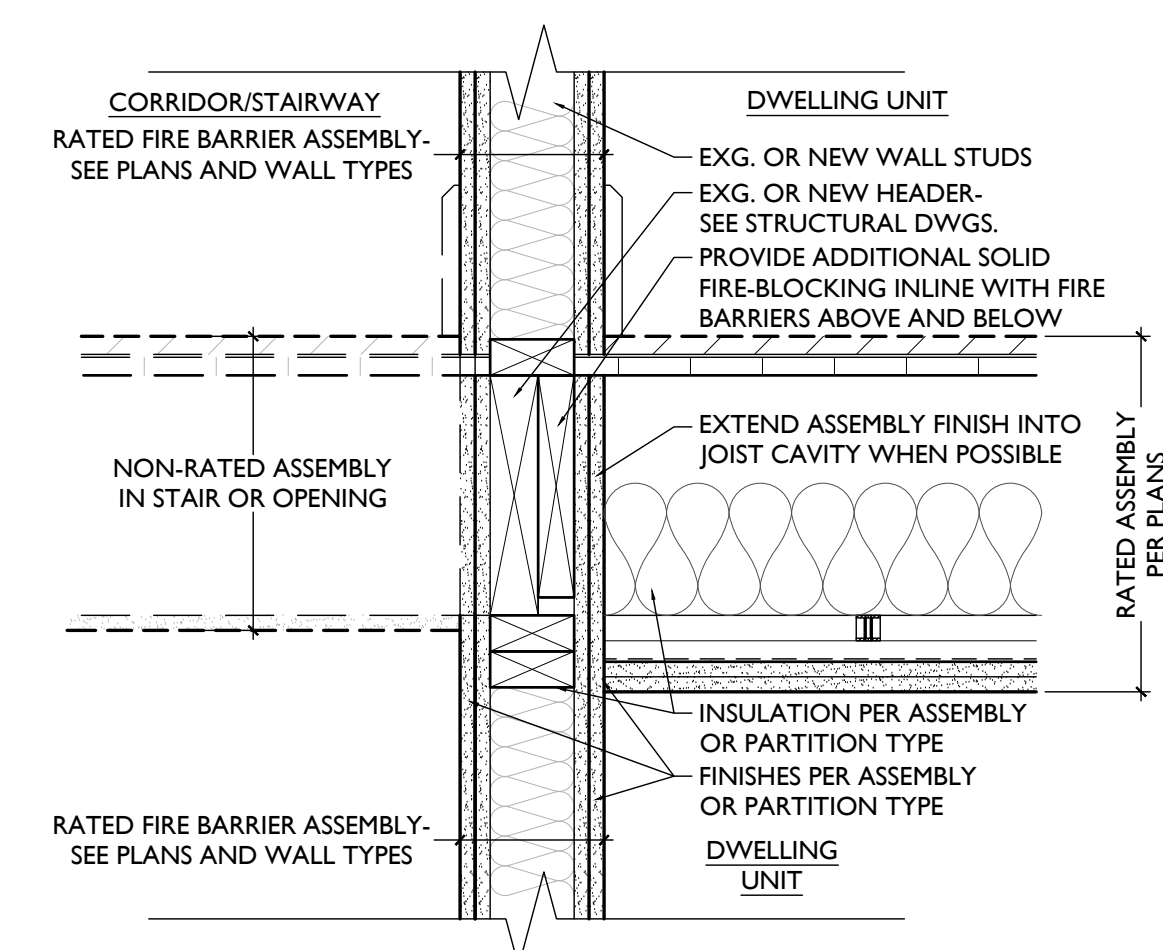 CORRIDOR/STAIRWAY
RATED FIRE BARRIER ASSEMBLY-
SEE PLANS AND WALL TYPES
DWELLING UNIT
EXG. OR NEW WALL STUDS
EXG. OR NEW HEADER-
SEE STRUCTURAL DWGS.
PROVIDE ADDITIONAL SOLID
FIRE-BLOCKING INLINE WITH FIRE
BARRIERS ABOVE AND BELOW
NON-RATED ASSEMBLY
IN STAIR OR OPENING
EXTEND ASSEMBLY FINISH INTO
JOIST CAVITY WHEN POSSIBLE
RATED ASSEMBLY
PER PLANS
INSULATION PER ASSEMBLY
OR PARTITION TYPE
FINISHES PER ASSEMBLY
OR PARTITION TYPE
RATED FIRE BARRIER ASSEMBLY-
SEE PLANS AND WALL TYPES
DWELLING
UNIT